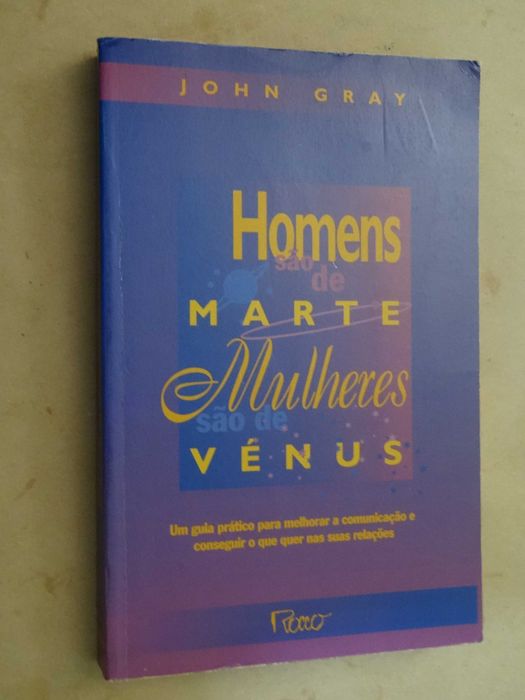 JOHN GRAY
Homens
são
de
MARTE
Mulheres
são de
VÉNUS
Um guia prático para melhorar a comunicação e
conseguir o que quer nas suas relações
Rocco